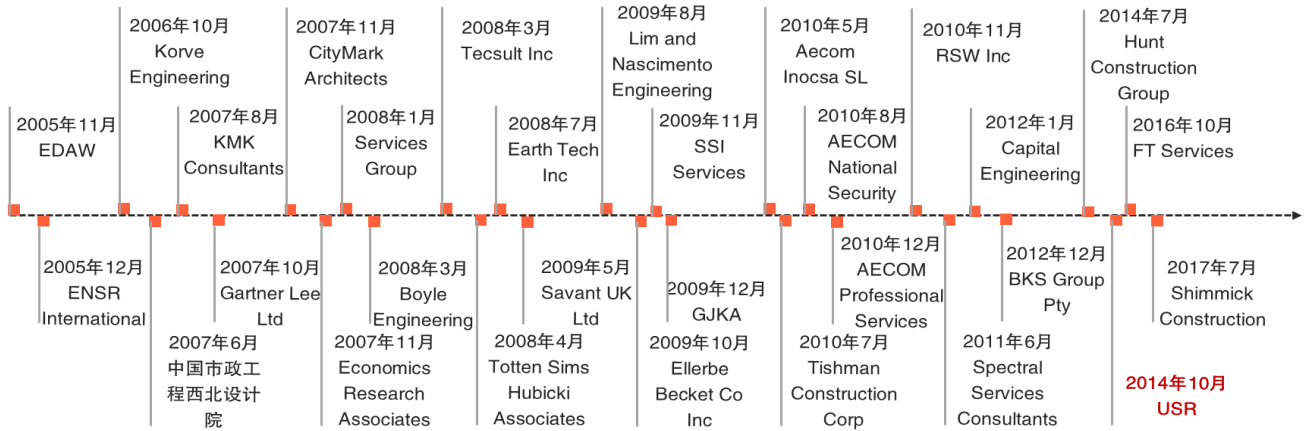 2005年11月
EDAW
2005年12月
ENSR
International
2006年10月
Korve
Engineering
2007年6月
中国市政工
程西北设计
院
2007年8月
KMK
Consultants
2007年10月
Gartner Lee
Ltd
2007年11月
CityMark
Architects
2007年11月
Economics
Research
Associates
2008年1月
Services
Group
2008年3月
Boyle
Engineering
2008年3月
Tecsult Inc
2008年4月
Totten Sims
Hubicki
Associates
2008年7月
Earth Tech
Inc
2009年5月
Savant UK
Ltd
2009年8月
Lim and
Nascimento
Engineering
2009年10月
Ellerbe
Becket Co
Inc
2009年11月
SSI
Services
2009年12月
GJKA
2010年5月
Aecom
Inocsa SL
2010年7月
Tishman
Construction
Corp
2010年8月
AECOM
National
Security
2010年12月
AECOM
Professional
Services
2010年11月
RSW Inc
2011年6月
Spectral
Services
Consultants
2012年1月
Capital
Engineering
2012年12月
BKS Group
Pty
2014年7月
Hunt
Construction
Group
2014年10月
USR
2016年10月
FT Services
2017年7月
Shimmick
Construction